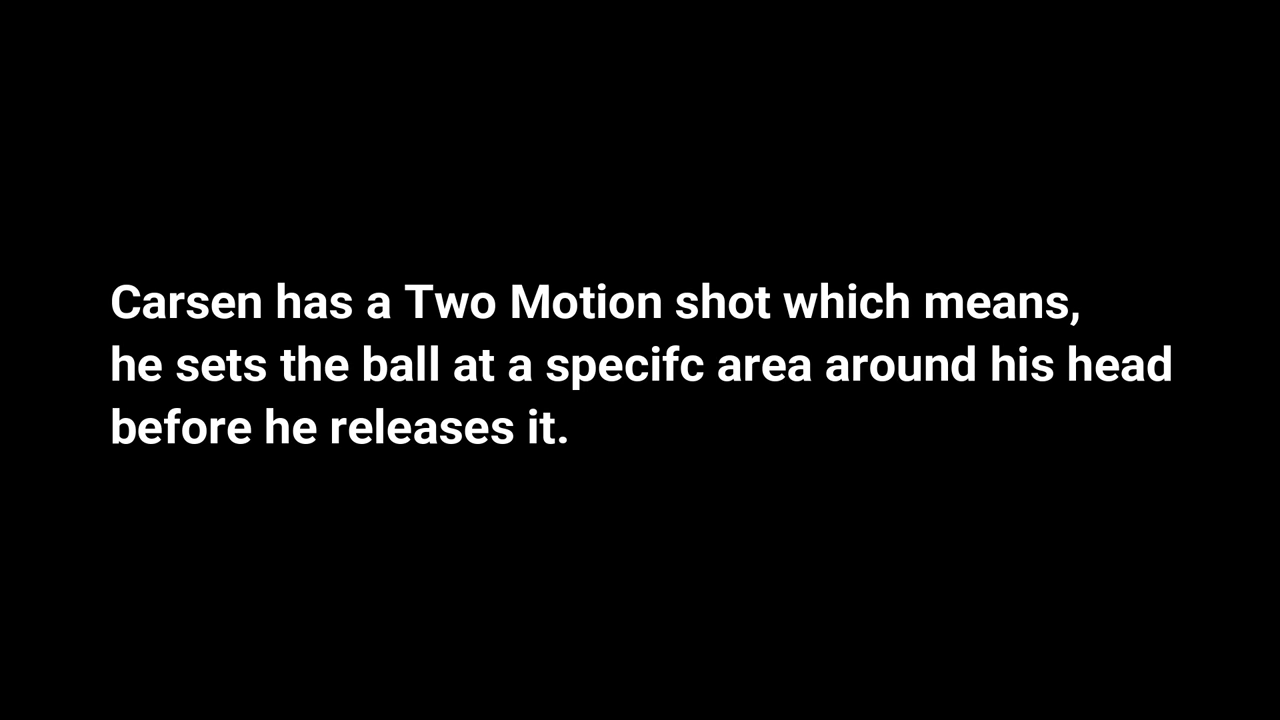 Carsen has a Two Motion shot which means,
he sets the ball at a specifc area around his head
before he releases it.